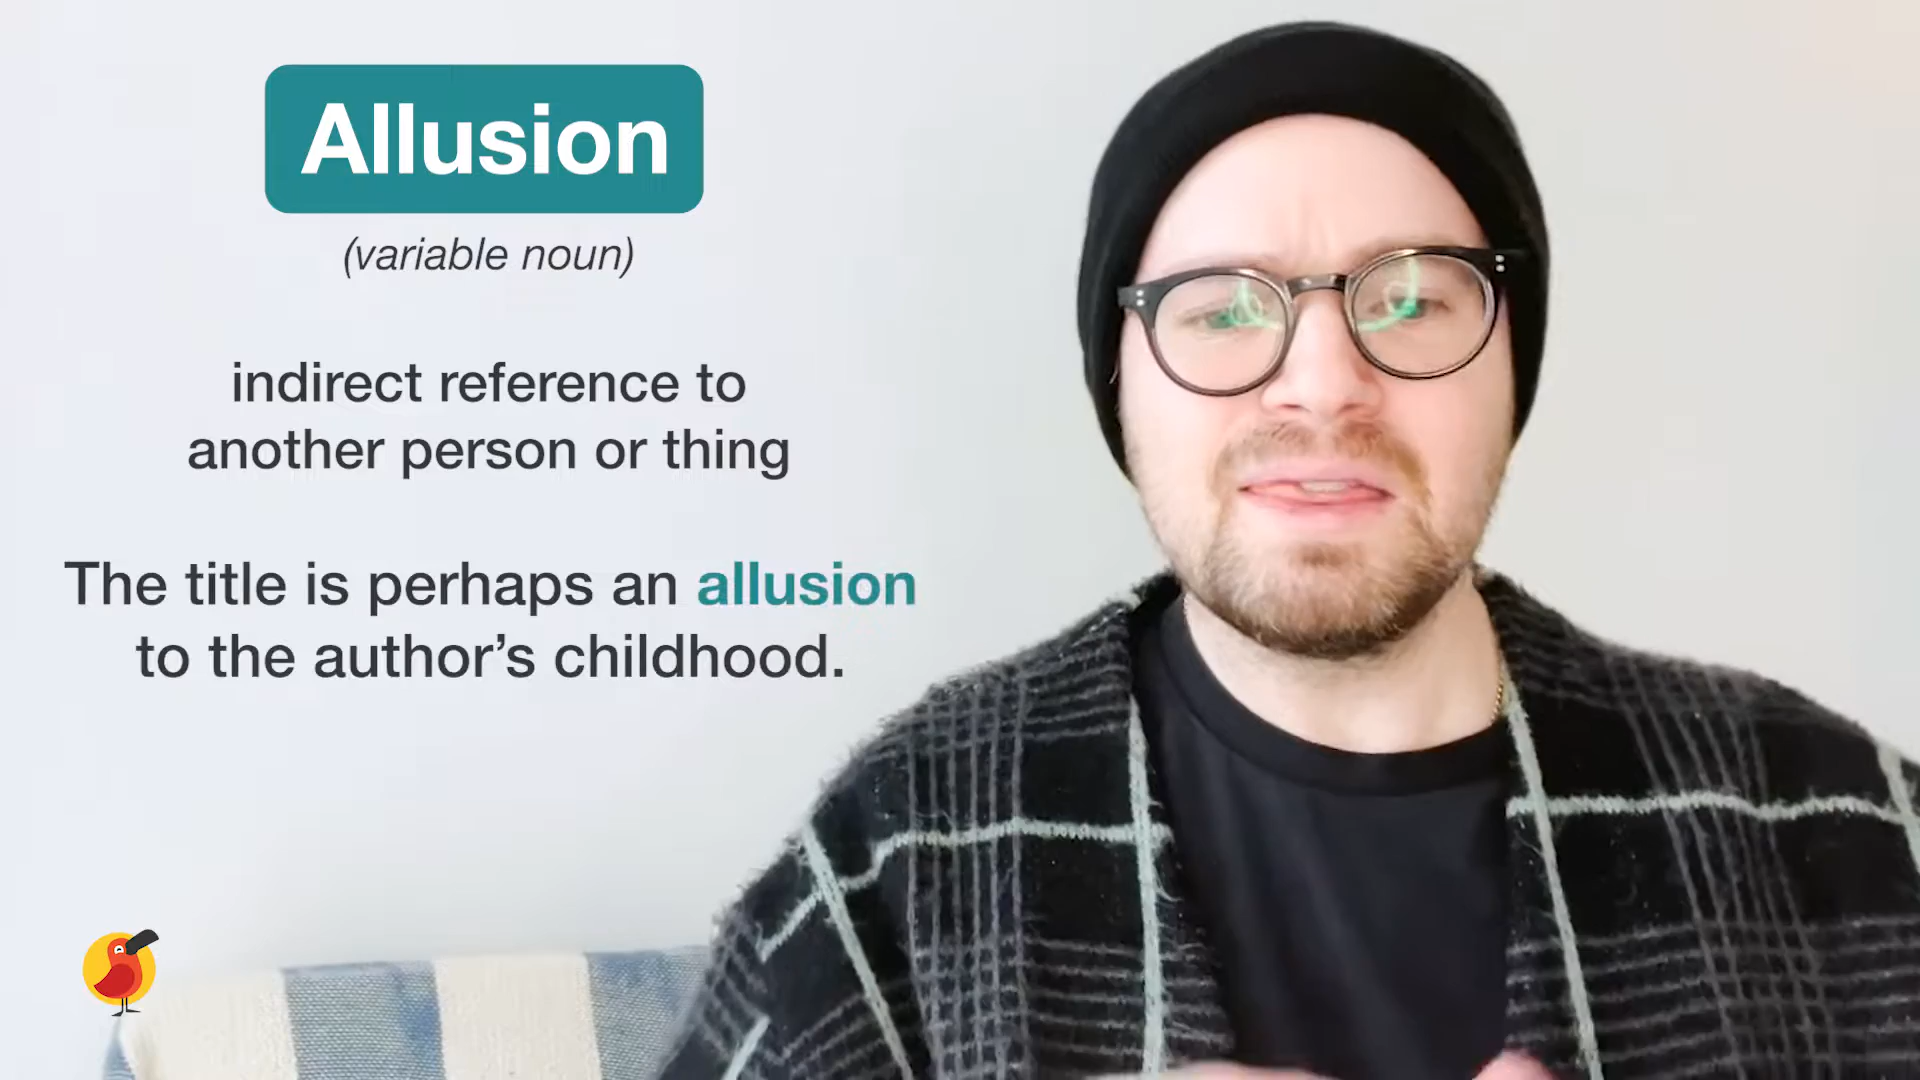 Allusion
(variable noun)
indirect reference to
another person or thing
The title is perhaps an allusion
to the author’s childhood.